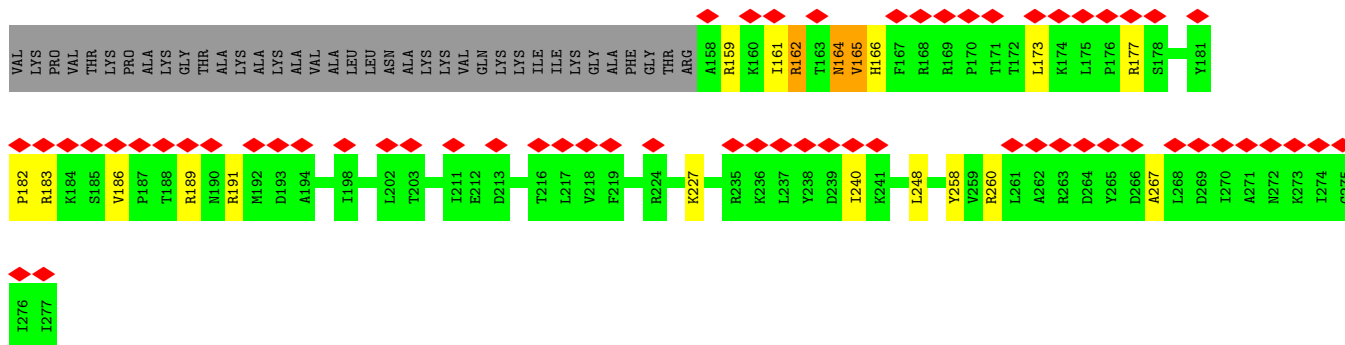 VAL LYS PRO VAL THR LYS PRO ALA LYS GLY THR ALA LYS ALA LYS ALA VAL ALA LEU LEU ASN ALA LYS LYS VAL GLN LYS LYS ILE ILE LYS GLY ALA PHE GLY THR ARG A158 R159 K160 I161 R162 T163 N164 V165 H166 F167 R168 R169 P170 T171 T172 L173 K174 L175 P176 R177 S178 Y181
P182 R183 K184 S185 V186 P187 T188 R189 N190 R191 M192 D193 A194 I198 L202 T203 I211 E212 D213 T216 L217 V218 F219 R224 K227 R235 K236 L237 Y238 D239 I240 K241 L248 Y258 V259 R260 L261 A262 R263 D264 Y265 D266 A267 L268 D269 I270 A271 N272 K273 I274 G275
I276 I277